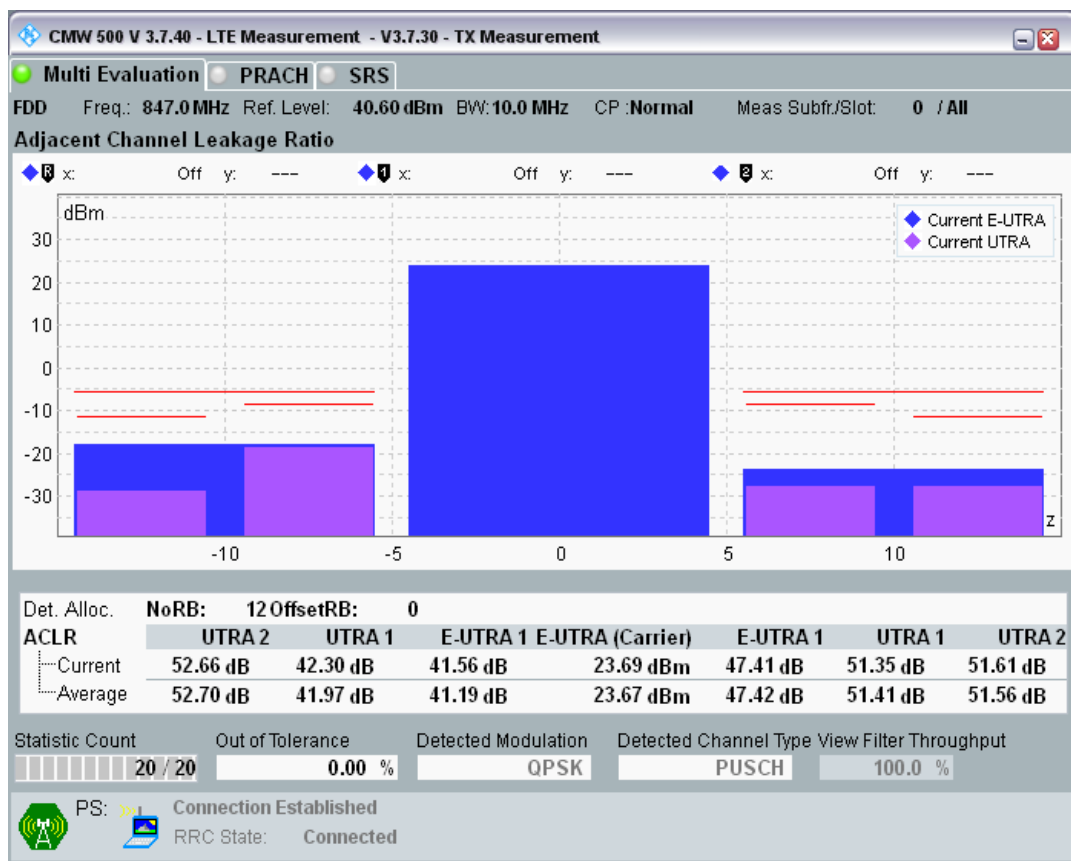 CMW 500 V 3.7.40 - LTE Measurement - V3.7.30 - TX Measurement
Multi Evaluation PRACH SRS
FDD Freq.: 847.0 MHz Ref. Level: 40.60 dBm BW: 10.0 MHz CP :Normal Meas Subfr./Slot: 0 / All
Adjacent Channel Leakage Ratio
R x: Off y: --- 1 x: Off y: --- 2 x: Off y: ---
dBm
Current E-UTRA
Current UTRA
30
20
10
0
-10
-20
-30
z
-10 -5 0 5 10
Det. Alloc. NoRB: 12 OffsetRB: 0
ACLR UTRA 2 UTRA 1 E-UTRA 1 E-UTRA (Carrier) E-UTRA 1 UTRA 1 UTRA 2
Current 52.66 dB 42.30 dB 41.56 dB 23.69 dBm 47.41 dB 51.35 dB 51.61 dB
Average 52.70 dB 41.97 dB 41.19 dB 23.67 dBm 47.42 dB 51.41 dB 51.56 dB
Statistic Count Out of Tolerance Detected Modulation Detected Channel Type View Filter Throughput
20 / 20 0.00 % QPSK PUSCH 100.0 %
PS: Connection Established
RRC State: Connected